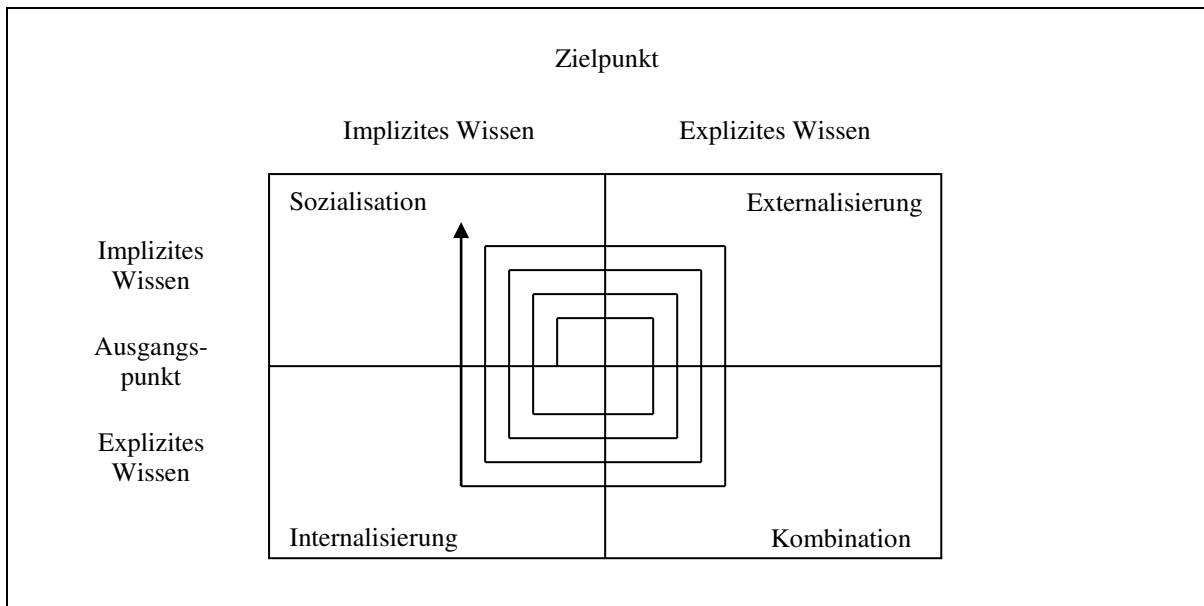 Zielpunkt
Implizites Wissen Explizites Wissen
Sozialisation Externalisierung
Implizites
Wissen
Ausgangs-
punkt
Explizites
Wissen
Internalisierung Kombination